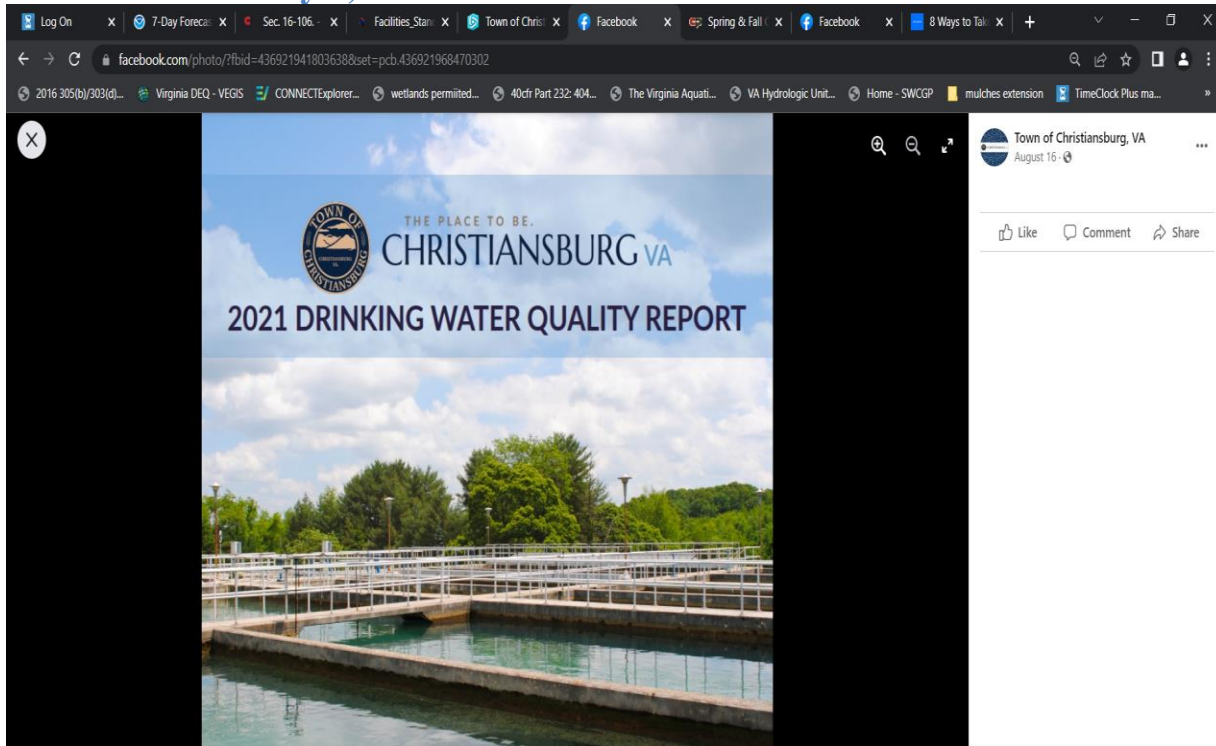 Log On
7-Day Forecas
Sec. 16-106. -
Facilities_Stan
Town of Christ
Facebook
Spring & Fall
Facebook
8 Ways to Tak
facebook.com/photo/?fbid=436921941803638&set=pcb.436921968470302
2016 305(b)/303(d)...
Virginia DEQ - VEGIS
CONNECTExplorer...
wetlands permiited...
40cfr Part 232: 404...
The Virginia Aquati...
VA Hydrologic Unit...
Home - SWCGP
mulches extension
TimeClock Plus ma...
Town of Christiansburg, VA
August 16
Like
Comment
Share
TOWN OF
CHRISTIANSBURG
THE PLACE TO BE.
CHRISTIANSBURG VA
2021 DRINKING WATER QUALITY REPORT